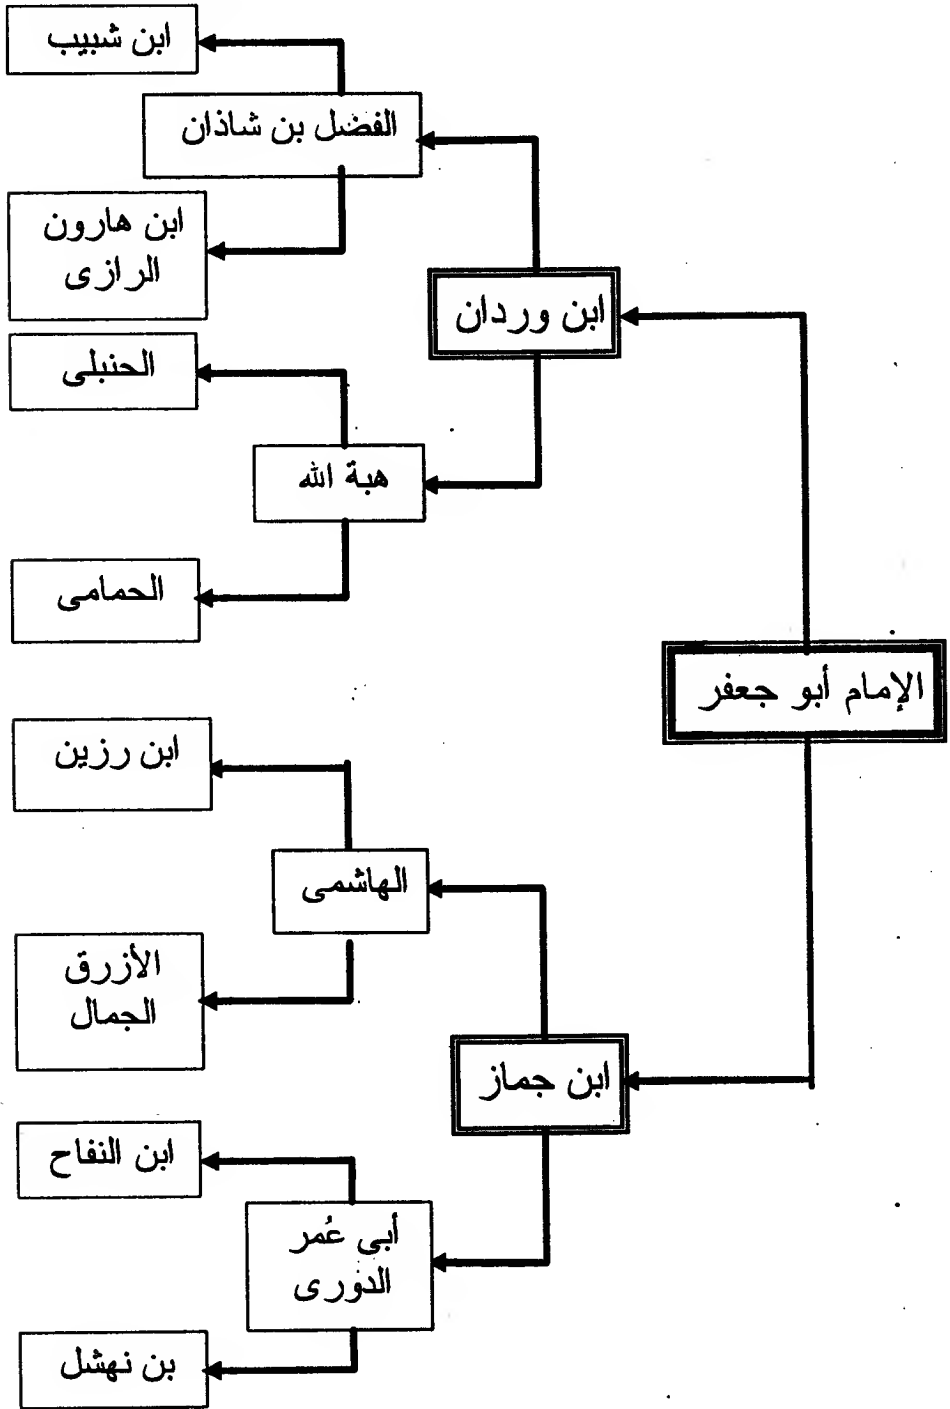 ابن شبيب
الفضل بن شاذان
ابن هارون
الرازى
ابن وردان
الحنبلى
هبة الله
الحمامى
الإمام أبو جعفر
ابن رزين
الهاشمى
الأزرق
الجمال
ابن جماز
ابن النفاح
أبى عُمر
الدورى
بن نهشل